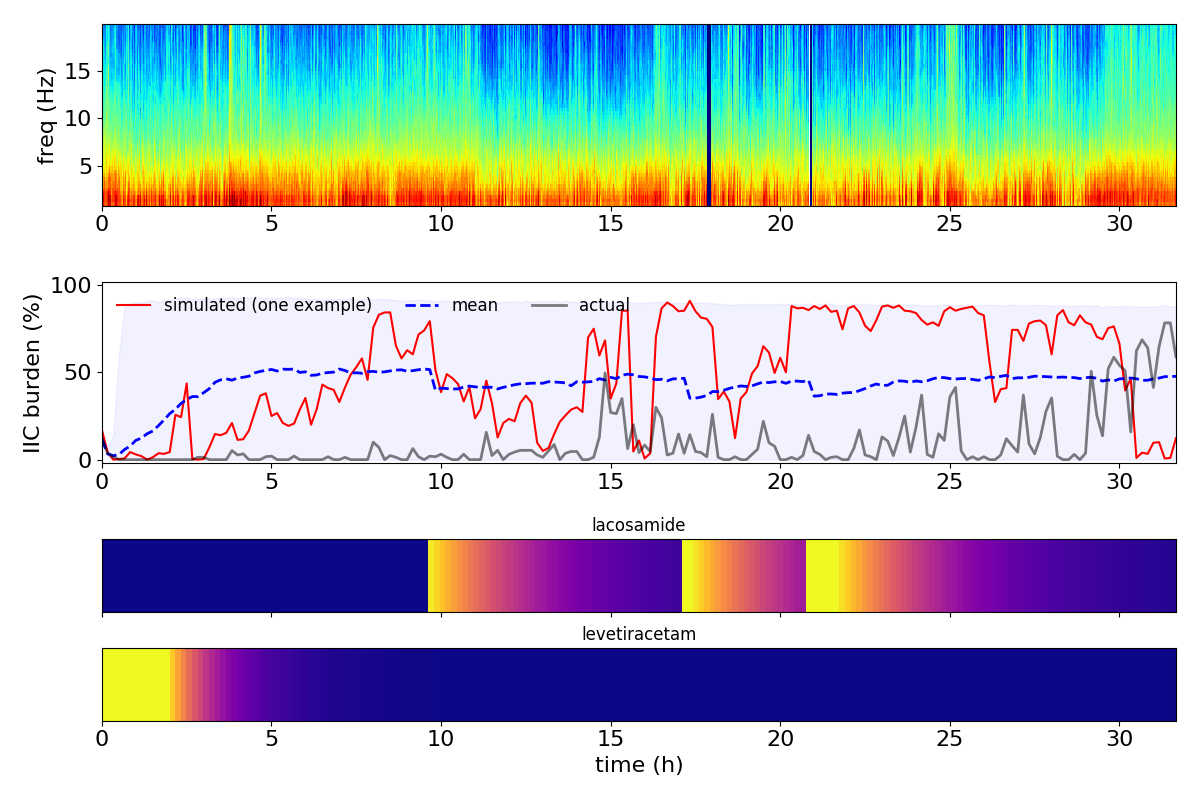 freq (Hz)
15
10
5
0 5 10 15 20 25 30
IIC burden (%)
100
50
0
simulated (one example) mean actual
0 5 10 15 20 25 30
lacosamide
levetiracetam
0 5 10 15 20 25 30
time (h)